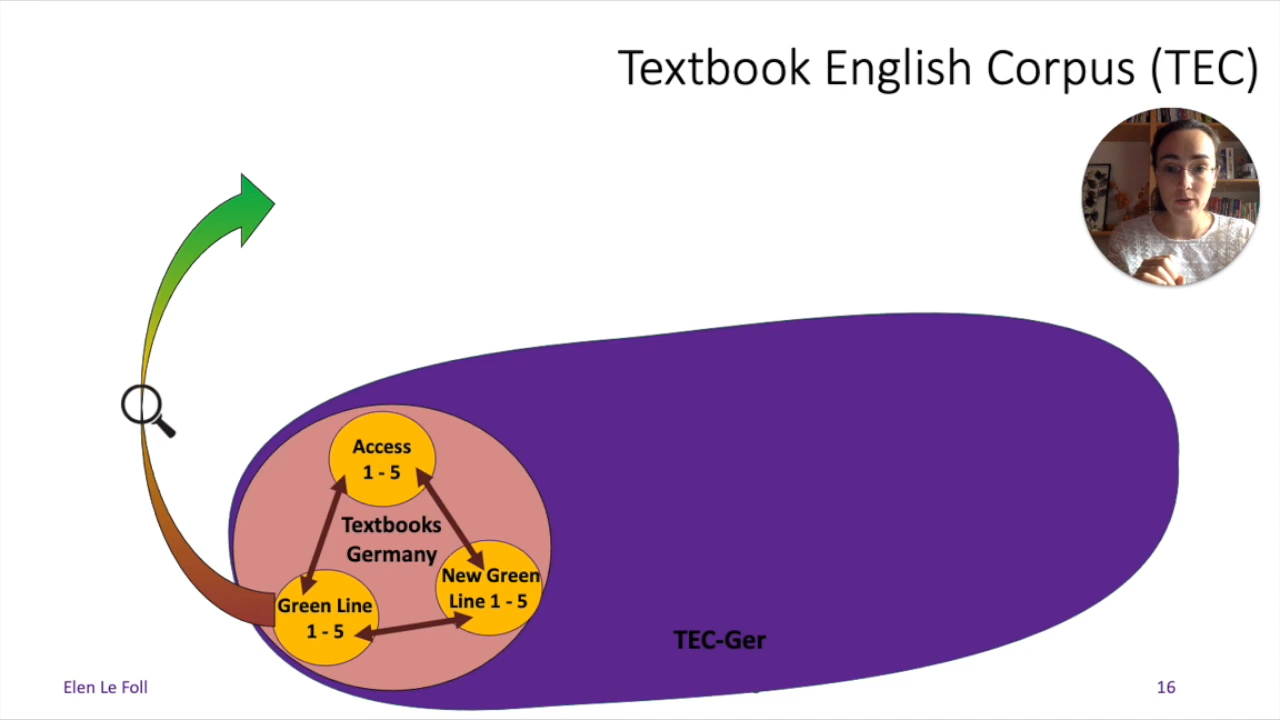 Textbook English Corpus (TEC)
Access
1 - 5
Textbooks
Germany
New Green
Line 1 - 5
Green Line
1 - 5
TEC-Ger
Elen Le Foll
16